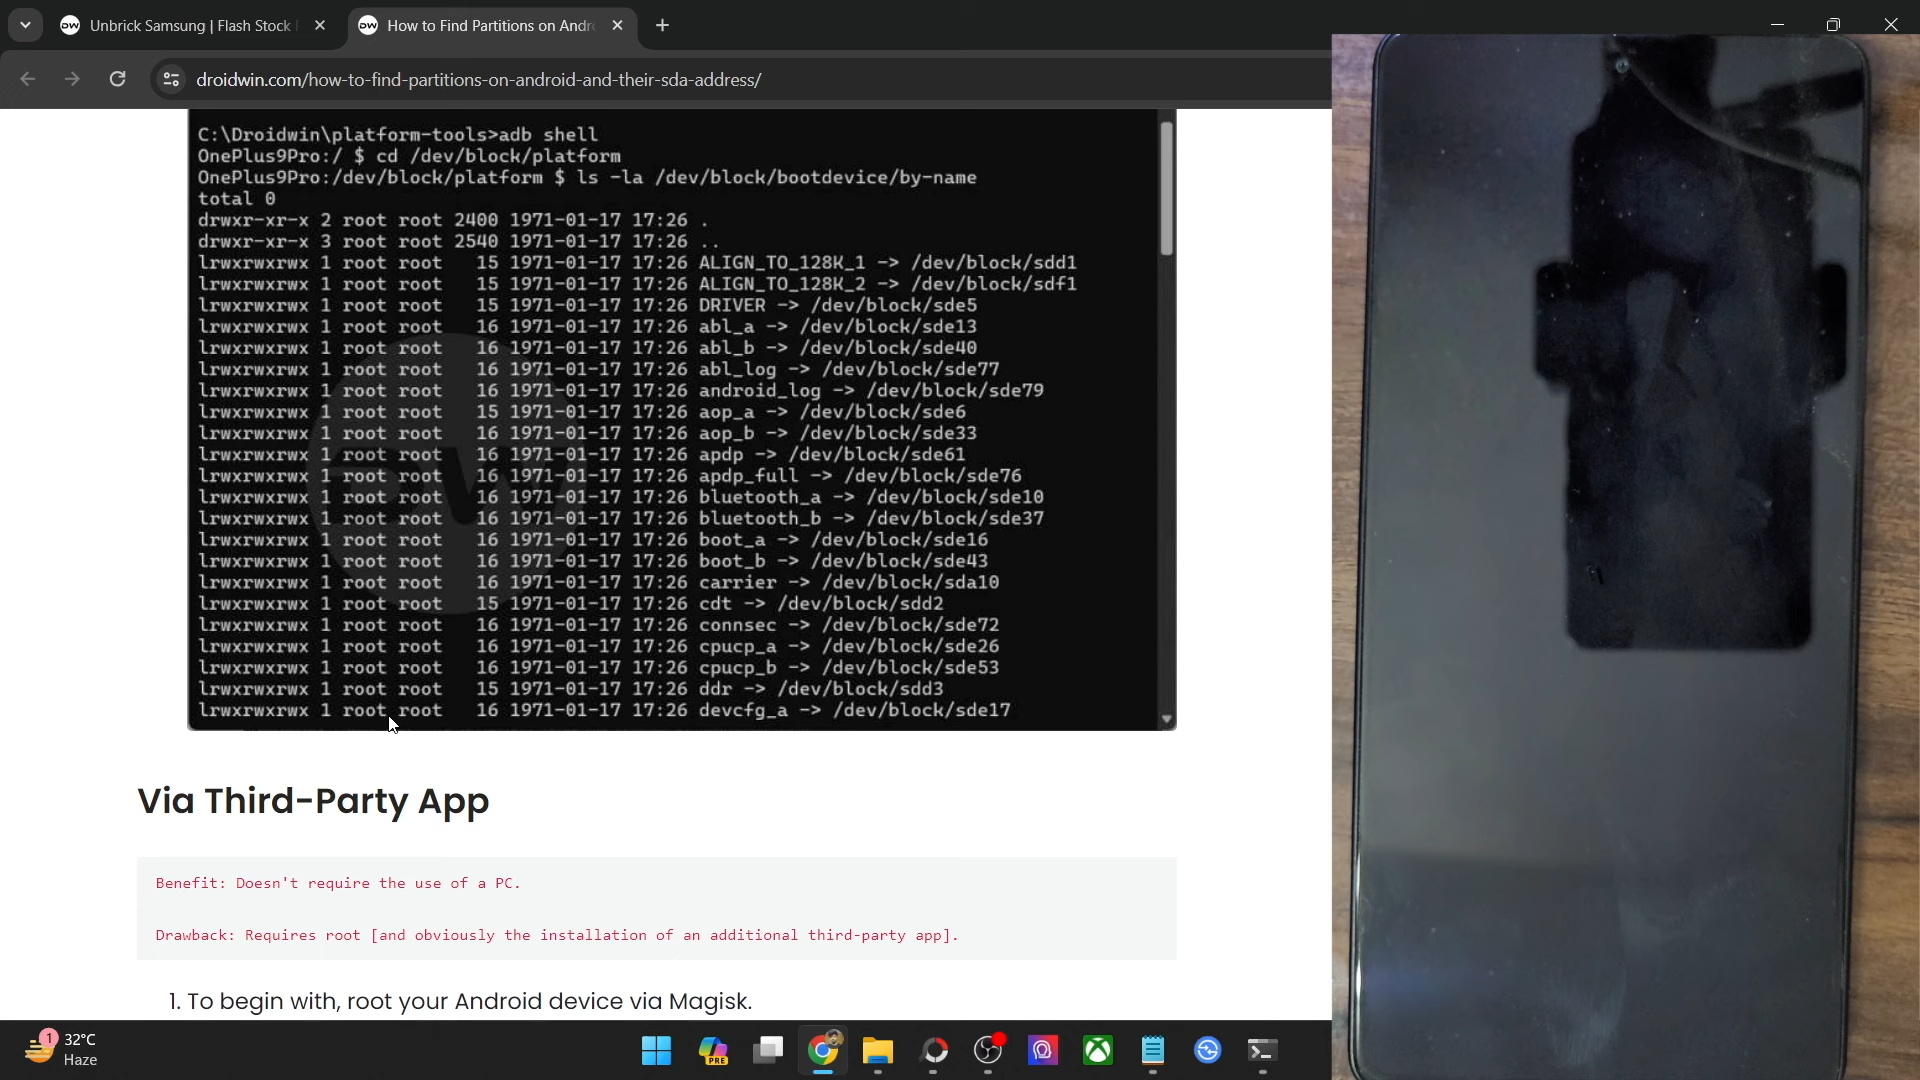 DW Unbrick Samsung | Flash Stock
DW How to Find Partitions on Andr
droidwin.com/how-to-find-partitions-on-android-and-their-sda-address/
C:\Droidwin\platform-tools>adb shell
OnePlus9Pro:/ $ cd /dev/block/platform
OnePlus9Pro:/dev/block/platform $ ls -la /dev/block/bootdevice/by-name
total 0
drwxr-xr-x 2 root root 2400 1971-01-17 17:26 .
drwxr-xr-x 3 root root 2540 1971-01-17 17:26 ..
lrwxrwxrwx 1 root root 15 1971-01-17 17:26 ALIGN_TO_128K_1 -> /dev/block/sdd1
lrwxrwxrwx 1 root root 15 1971-01-17 17:26 ALIGN_TO_128K_2 -> /dev/block/sdf1
lrwxrwxrwx 1 root root 15 1971-01-17 17:26 DRIVER -> /dev/block/sde5
lrwxrwxrwx 1 root root 16 1971-01-17 17:26 abl_a -> /dev/block/sde13
lrwxrwxrwx 1 root root 16 1971-01-17 17:26 abl_b -> /dev/block/sde40
lrwxrwxrwx 1 root root 16 1971-01-17 17:26 abl_log -> /dev/block/sde77
lrwxrwxrwx 1 root root 16 1971-01-17 17:26 android_log -> /dev/block/sde79
lrwxrwxrwx 1 root root 15 1971-01-17 17:26 aop_a -> /dev/block/sde6
lrwxrwxrwx 1 root root 16 1971-01-17 17:26 aop_b -> /dev/block/sde33
lrwxrwxrwx 1 root root 16 1971-01-17 17:26 apdp -> /dev/block/sde61
lrwxrwxrwx 1 root root 16 1971-01-17 17:26 apdp_full -> /dev/block/sde76
lrwxrwxrwx 1 root root 16 1971-01-17 17:26 bluetooth_a -> /dev/block/sde10
lrwxrwxrwx 1 root root 16 1971-01-17 17:26 bluetooth_b -> /dev/block/sde37
lrwxrwxrwx 1 root root 16 1971-01-17 17:26 boot_a -> /dev/block/sde16
lrwxrwxrwx 1 root root 16 1971-01-17 17:26 boot_b -> /dev/block/sde43
lrwxrwxrwx 1 root root 16 1971-01-17 17:26 carrier -> /dev/block/sda10
lrwxrwxrwx 1 root root 15 1971-01-17 17:26 cdt -> /dev/block/sdd2
lrwxrwxrwx 1 root root 16 1971-01-17 17:26 connsec -> /dev/block/sde72
lrwxrwxrwx 1 root root 16 1971-01-17 17:26 cpucp_a -> /dev/block/sde26
lrwxrwxrwx 1 root root 16 1971-01-17 17:26 cpucp_b -> /dev/block/sde53
lrwxrwxrwx 1 root root 15 1971-01-17 17:26 ddr -> /dev/block/sdd3
lrwxrwxrwx 1 root root 16 1971-01-17 17:26 devcfg_a -> /dev/block/sde17
Via Third-Party App
Benefit: Doesn't require the use of a PC.
Drawback: Requires root [and obviously the installation of an additional third-party app].
1. To begin with, root your Android device via Magisk.
1
32°C
Haze
PRE